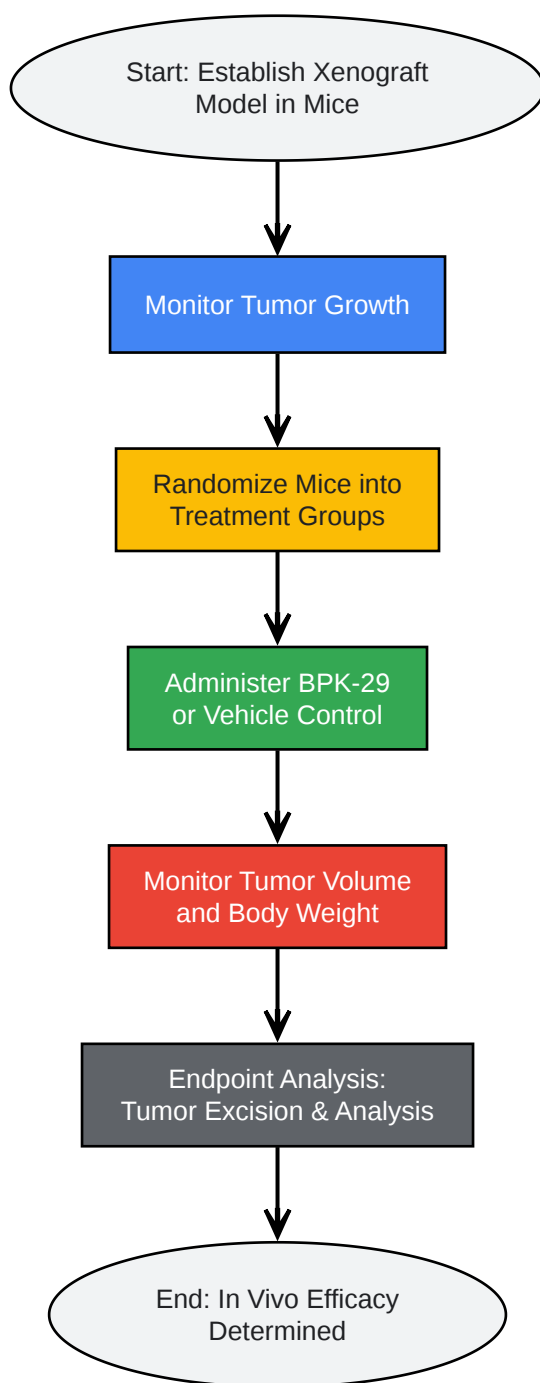 Start: Establish Xenograft
Model in Mice
Monitor Tumor Growth
Randomize Mice into
Treatment Groups
Administer BPK-29
or Vehicle Control
Monitor Tumor Volume
and Body Weight
Endpoint Analysis:
Tumor Excision & Analysis
End: In Vivo Efficacy
Determined